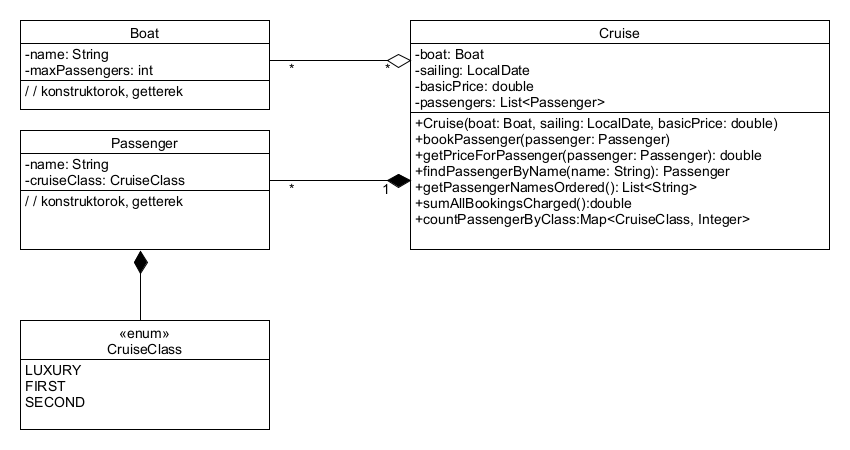 Boat
-name: String
-maxPassengers: int
/ / konstruktorok, getterek
*
*
Cruise
-boat: Boat
-sailing: LocalDate
-basicPrice: double
-passengers: List<Passenger>
+Cruise(boat: Boat, sailing: LocalDate, basicPrice: double)
+bookPassenger(passenger: Passenger)
+getPriceForPassenger(passenger: Passenger): double
+findPassengerByName(name: String): Passenger
+getPassengerNamesOrdered(): List<String>
+sumAllBookingsCharged():double
+countPassengerByClass:Map<CruiseClass, Integer>
Passenger
-name: String
-cruiseClass: CruiseClass
/ / konstruktorok, getterek
*
1
«enum»
CruiseClass
LUXURY
FIRST
SECOND